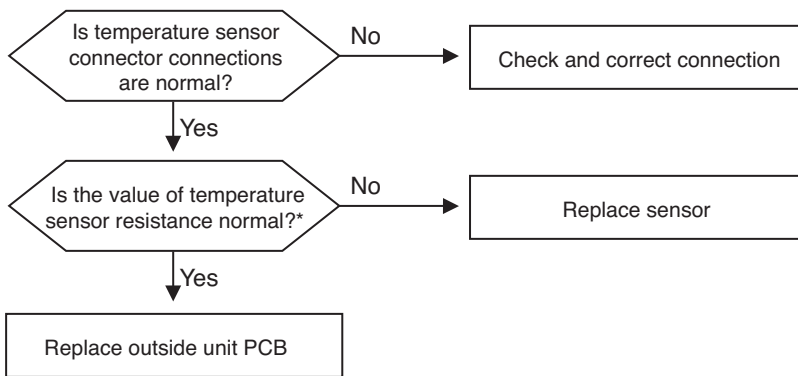 Is temperature sensor
connector connections
are normal?
No
Check and correct connection
Yes
Is the value of temperature
sensor resistance normal?*
No
Replace sensor
Yes
Replace outside unit PCB